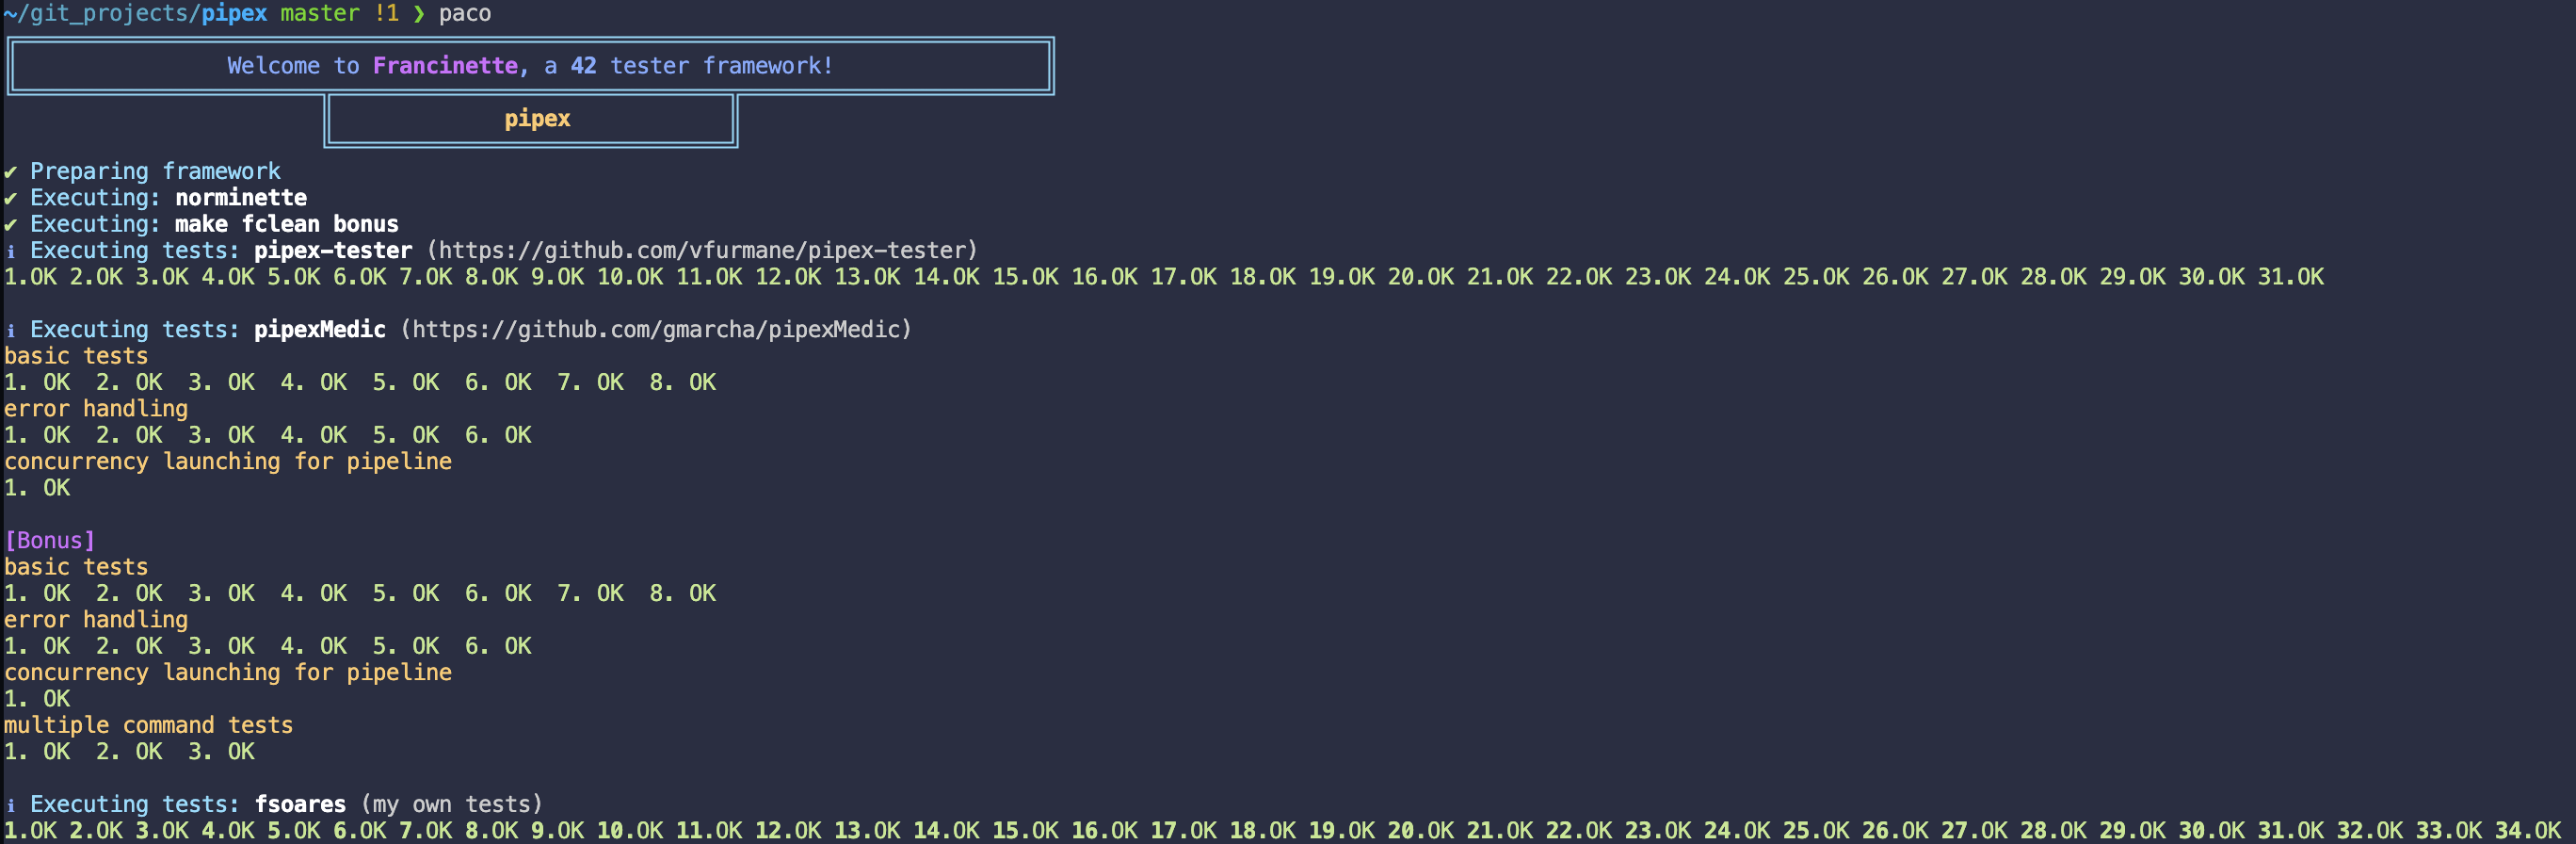 ~/git_projects/pipex master !1 ❯ paco
Welcome to Francinette, a 42 tester framework!
pipex
✔ Preparing framework
✔ Executing: norminette
✔ Executing: make fclean bonus
ℹ Executing tests: pipex-tester (https://github.com/vfurmane/pipex-tester)
1.OK 2.OK 3.OK 4.OK 5.OK 6.OK 7.OK 8.OK 9.OK 10.OK 11.OK 12.OK 13.OK 14.OK 15.OK 16.OK 17.OK 18.OK 19.OK 20.OK 21.OK 22.OK 23.OK 24.OK 25.OK 26.OK 27.OK 28.OK 29.OK 30.OK 31.OK
ℹ Executing tests: pipexMedic (https://github.com/gmarcha/pipexMedic)
basic tests
1. OK  2. OK  3. OK  4. OK  5. OK  6. OK  7. OK  8. OK
error handling
1. OK  2. OK  3. OK  4. OK  5. OK  6. OK
concurrency launching for pipeline
1. OK
[Bonus]
basic tests
1. OK  2. OK  3. OK  4. OK  5. OK  6. OK  7. OK  8. OK
error handling
1. OK  2. OK  3. OK  4. OK  5. OK  6. OK
concurrency launching for pipeline
1. OK
multiple command tests
1. OK  2. OK  3. OK
ℹ Executing tests: fsoares (my own tests)
1.OK 2.OK 3.OK 4.OK 5.OK 6.OK 7.OK 8.OK 9.OK 10.OK 11.OK 12.OK 13.OK 14.OK 15.OK 16.OK 17.OK 18.OK 19.OK 20.OK 21.OK 22.OK 23.OK 24.OK 25.OK 26.OK 27.OK 28.OK 29.OK 30.OK 31.OK 32.OK 33.OK 34.OK